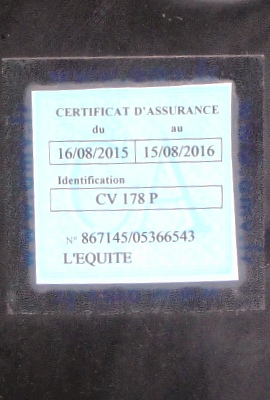 CERTIFICAT D'ASSURANCE
du au
16/08/2015 15/08/2016
Identification
CV 178 P
N° 867145/05366543
L'EQUITE